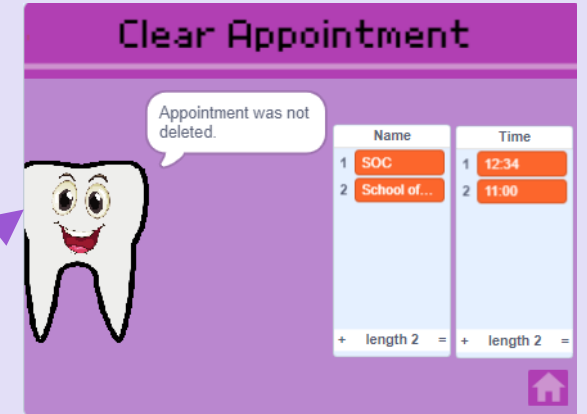 Clear Appointment
Appointment was not
deleted.
Name
1 SOC
2 School of...
+ length 2 =
Time
1 12:34
2 11:00
+ length 2 =